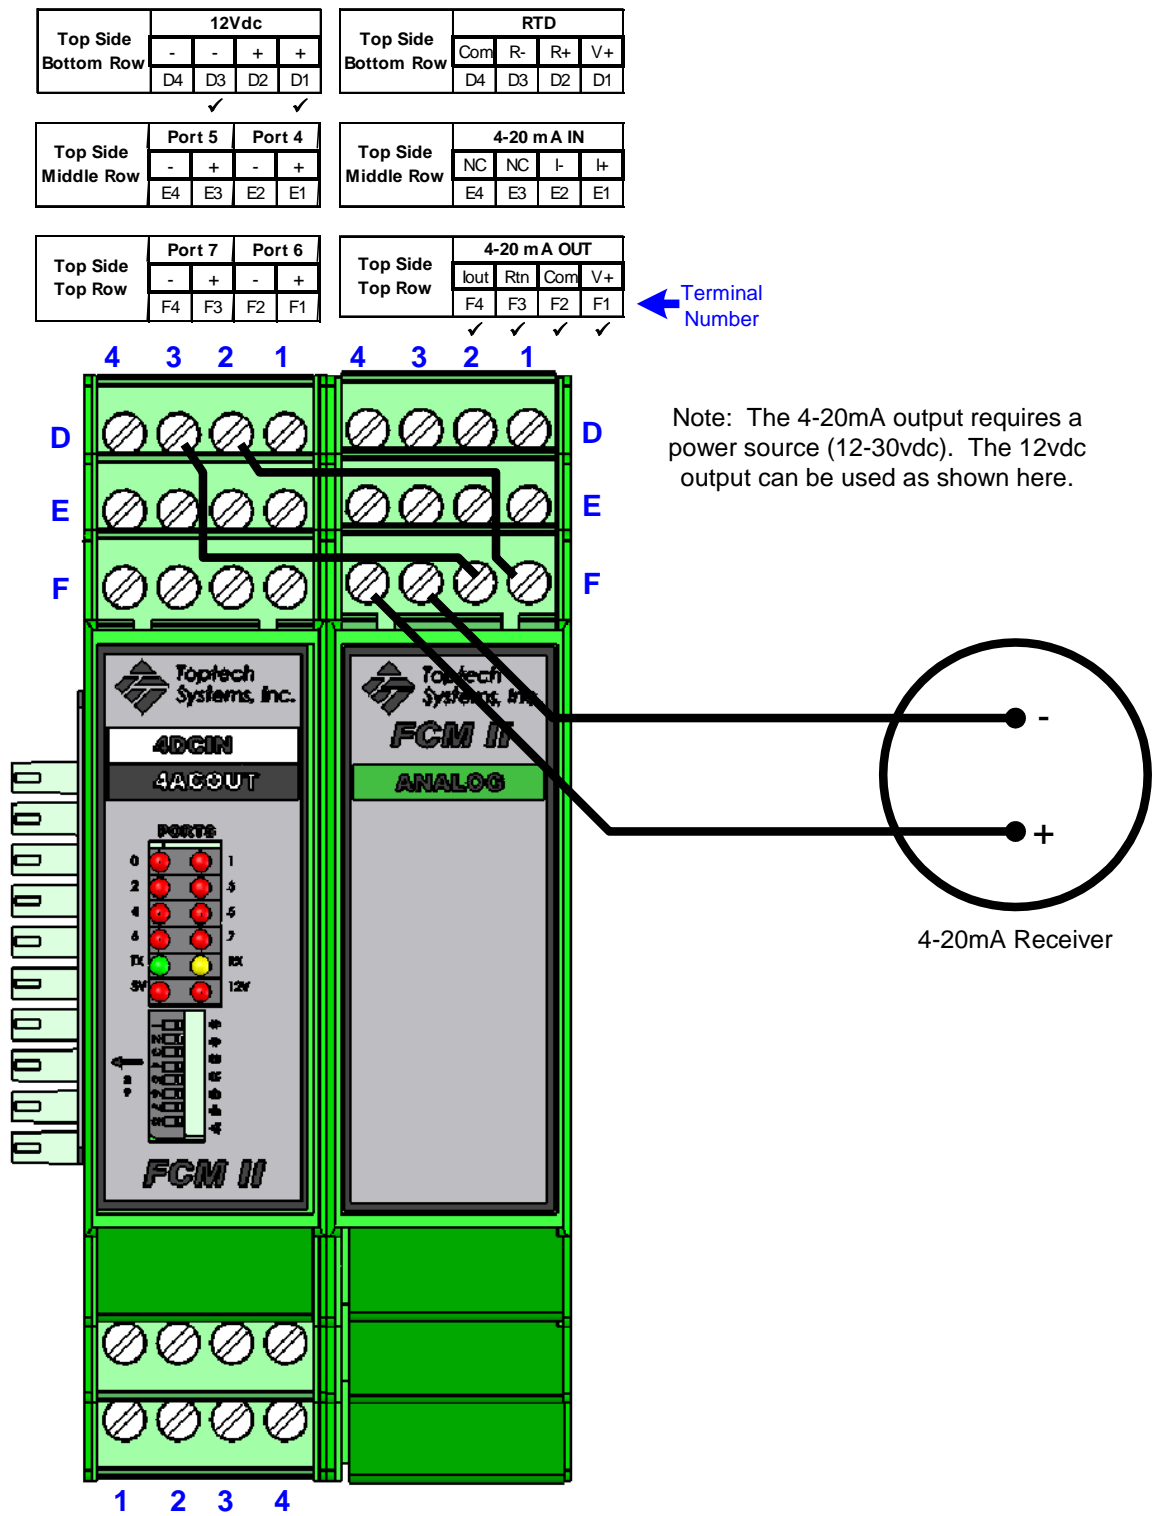 12Vdc
Top Side
Bottom Row
- - + +
D4 D3 D2 D1
✓ ✓
RTD
Top Side
Bottom Row
Com R- R+ V+
D4 D3 D2 D1
Port 5 Port 4
Top Side
Middle Row
- + - +
E4 E3 E2 E1
4-20 mA IN
Top Side
Middle Row
NC NC I- I+
E4 E3 E2 E1
Port 7 Port 6
Top Side
Top Row
- + - +
F4 F3 F2 F1
4-20 mA OUT
Top Side
Top Row
Iout Rtn Com V+
F4 F3 F2 F1
✓ ✓ ✓ ✓
Terminal
Number
4 3 2 1
4 3 2 1
D
D
E
E
F
F
Note: The 4-20mA output requires a
power source (12-30vdc). The 12vdc
output can be used as shown here.
Toptech
Systems, Inc.
4DCIN
4ACOUT
PORTS
0 1
2 3
4 5
6 7
TX RX
5V 12V
FCM II
Toptech
Systems, Inc.
FCM II
ANALOG
-
+
4-20mA Receiver
1 2 3 4